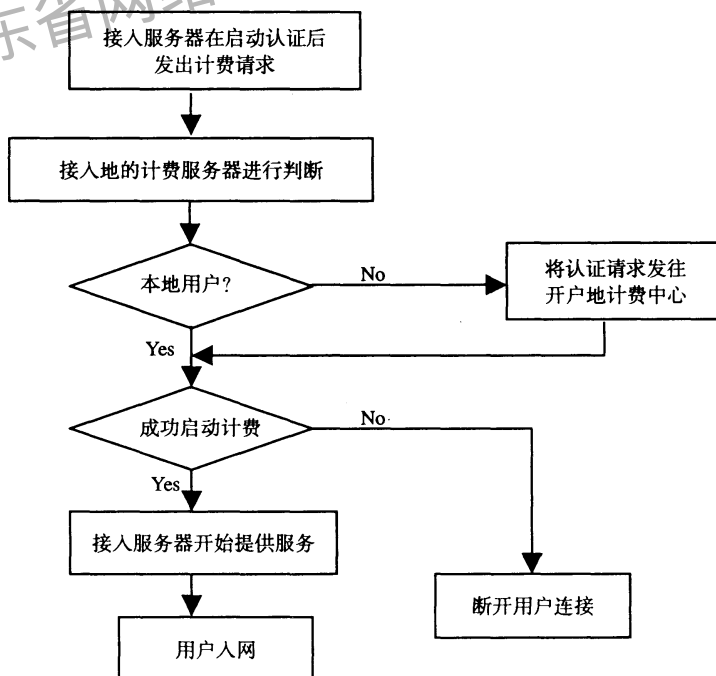 东省网络
接入服务器在启动认证后
发出计费请求
接入地的计费服务器进行判断
本地用户?
No
将认证请求发往
开户地计费中心
Yes
成功启动计费
No
Yes
接入服务器开始提供服务
断开用户连接
用户入网